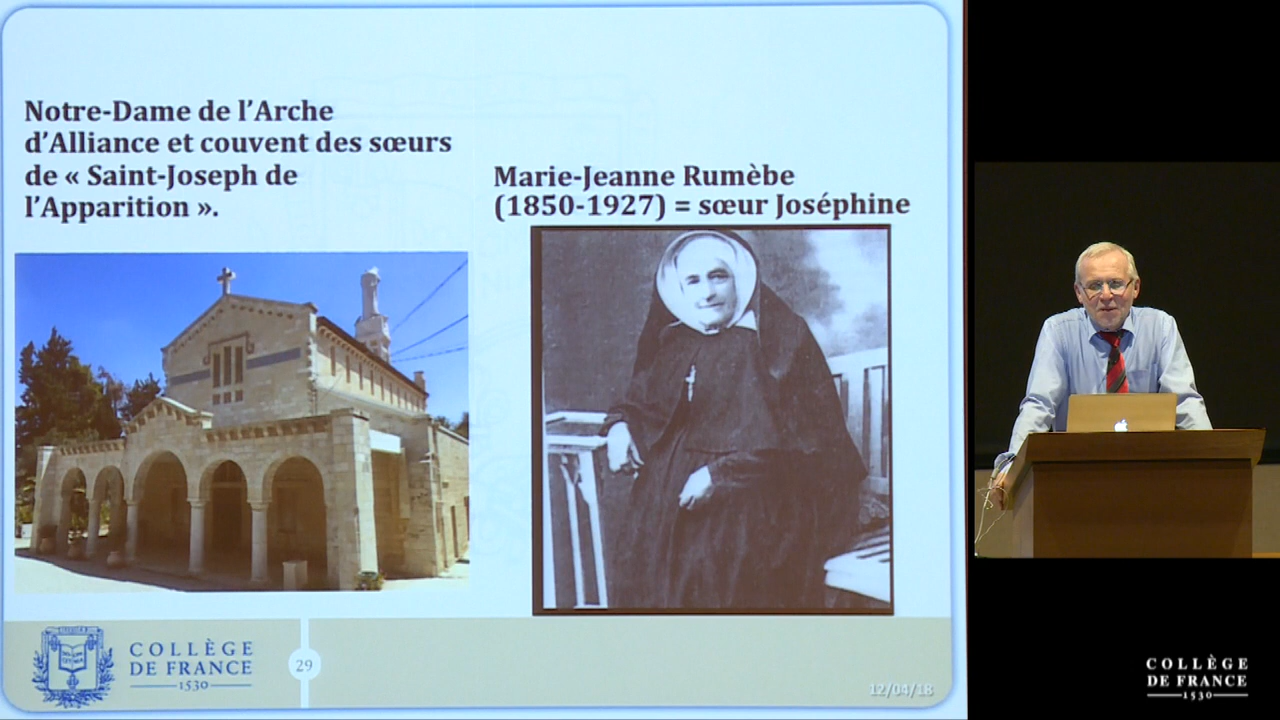 Notre-Dame de l'Arche
d'Alliance et couvent des sœurs
de « Saint-Joseph de
l'Apparition ».
Marie-Jeanne Rumèbe
(1850-1927) = sœur Joséphine
COLLÈGE
DE FRANCE
1530
29
12/04/18
COLLÈGE
DE FRANCE
1530